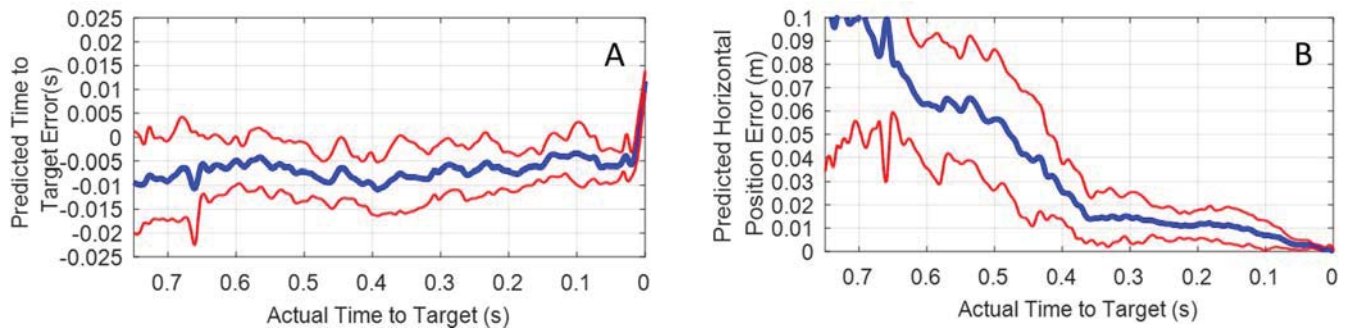 Predicted Time to
Target Error(s)
0.025
0.02
0.015
0.01
0.005
0
-0.005
-0.01
-0.015
-0.02
-0.025
A
0.7 0.6 0.5 0.4 0.3 0.2 0.1 0
Actual Time to Target (s)
Predicted Horizontal
Position Error (m)
0.1
0.09
0.08
0.07
0.06
0.05
0.04
0.03
0.02
0.01
0
B
0.7 0.6 0.5 0.4 0.3 0.2 0.1 0
Actual Time to Target (s)